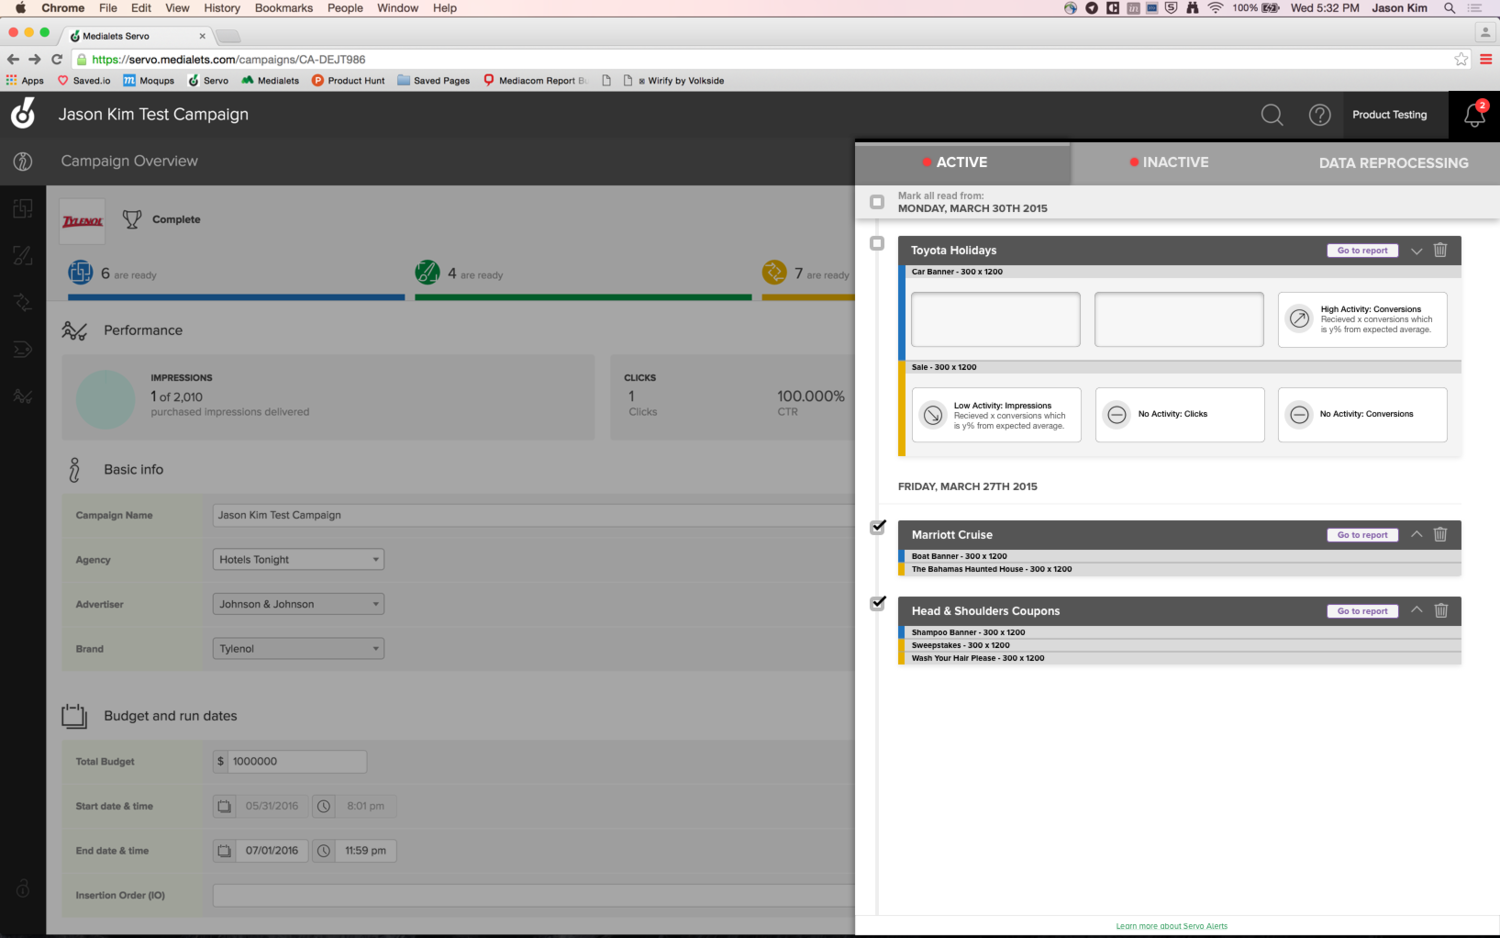 Chrome File Edit View History Bookmarks People Window Help 100% Wed 5:32 PM Jason Kim
Medialets Servo
https://servo.medialets.com/campaigns/CA-DEJT986
Apps Saved.io Moqups Servo Medialets Product Hunt Saved Pages Mediacom Report Bu Wirify by Volkside
Jason Kim Test Campaign
Product Testing
2
Campaign Overview
TYLENOL
Complete
6 are ready
4 are ready
7 are ready
Performance
IMPRESSIONS
1 of 2,010
purchased impressions delivered
CLICKS
1 100.000%
Clicks CTR
Basic info
Campaign Name Jason Kim Test Campaign
Agency Hotels Tonight
Advertiser Johnson & Johnson
Brand Tylenol
Budget and run dates
Total Budget $ 1000000
Start date & time 05/31/2016 8:01 pm
End date & time 07/01/2016 11:59 pm
Insertion Order (IO)
ACTIVE INACTIVE DATA REPROCESSING
Mark all read from:
MONDAY, MARCH 30TH 2015
Toyota Holidays Go to report
Car Banner - 300 x 1200
High Activity: Conversions
Recieved x conversions which
is y% from expected average.
Sale - 300 x 1200
Low Activity: Impressions
Recieved x conversions which
is y% from expected average.
No Activity: Clicks
No Activity: Conversions
FRIDAY, MARCH 27TH 2015
Marriott Cruise Go to report
Boat Banner - 300 x 1200
The Bahamas Haunted House - 300 x 1200
Head & Shoulders Coupons Go to report
Shampoo Banner - 300 x 1200
Sweepstakes - 300 x 1200
Wash Your Hair Please - 300 x 1200
Learn more about Servo Alerts